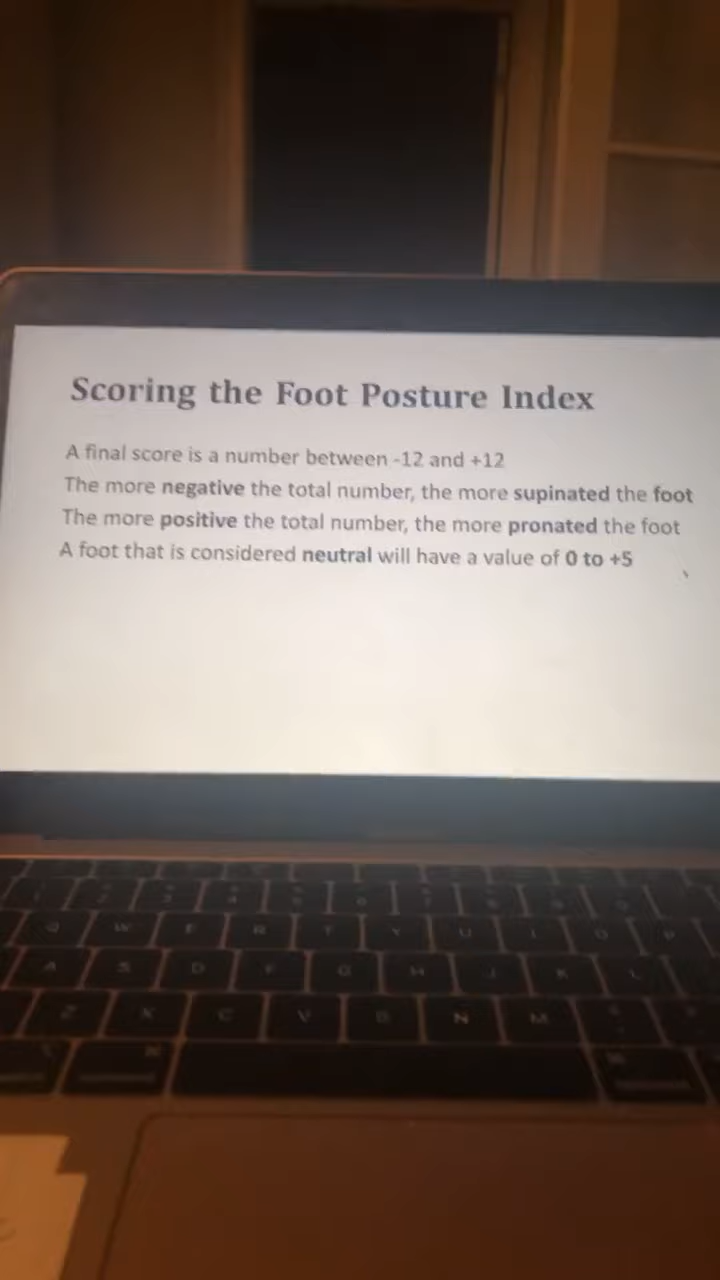 Scoring the Foot Posture Index
A final score is a number between -12 and +12
The more negative the total number, the more supinated the foot
The more positive the total number, the more pronated the foot
A foot that is considered neutral will have a value of 0 to +5
Q W E R T Y U I O P
A S D F G H J K L
Z X C V B N M